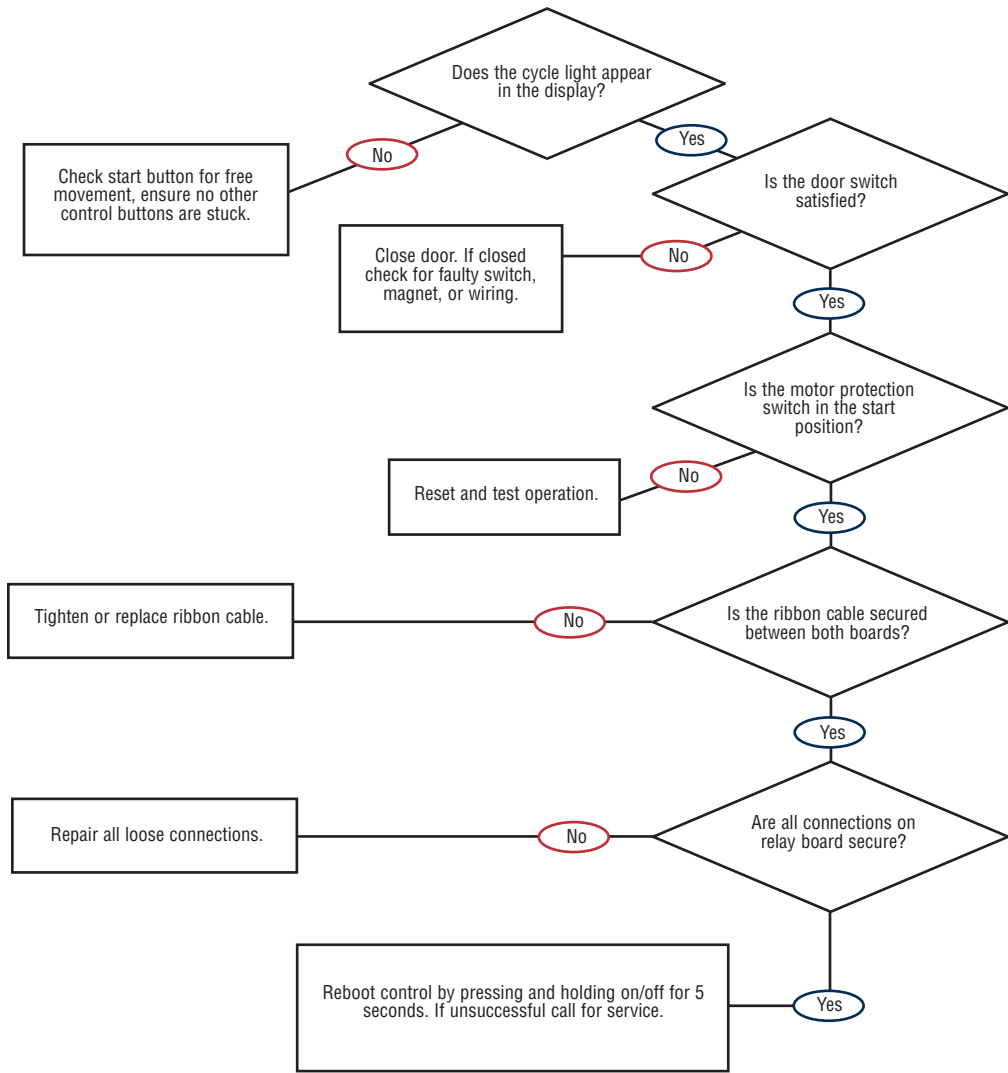 Does the cycle light appear
in the display?
No
Yes
Check start button for free
movement, ensure no other
control buttons are stuck.
Is the door switch
satisfied?
Close door. If closed
check for faulty switch,
magnet, or wiring.
No
Yes
Is the motor protection
switch in the start
position?
No
Reset and test operation.
Yes
Is the ribbon cable secured
between both boards?
No
Tighten or replace ribbon cable.
Yes
Are all connections on
relay board secure?
No
Repair all loose connections.
Yes
Reboot control by pressing and holding on/off for 5
seconds. If unsuccessful call for service.